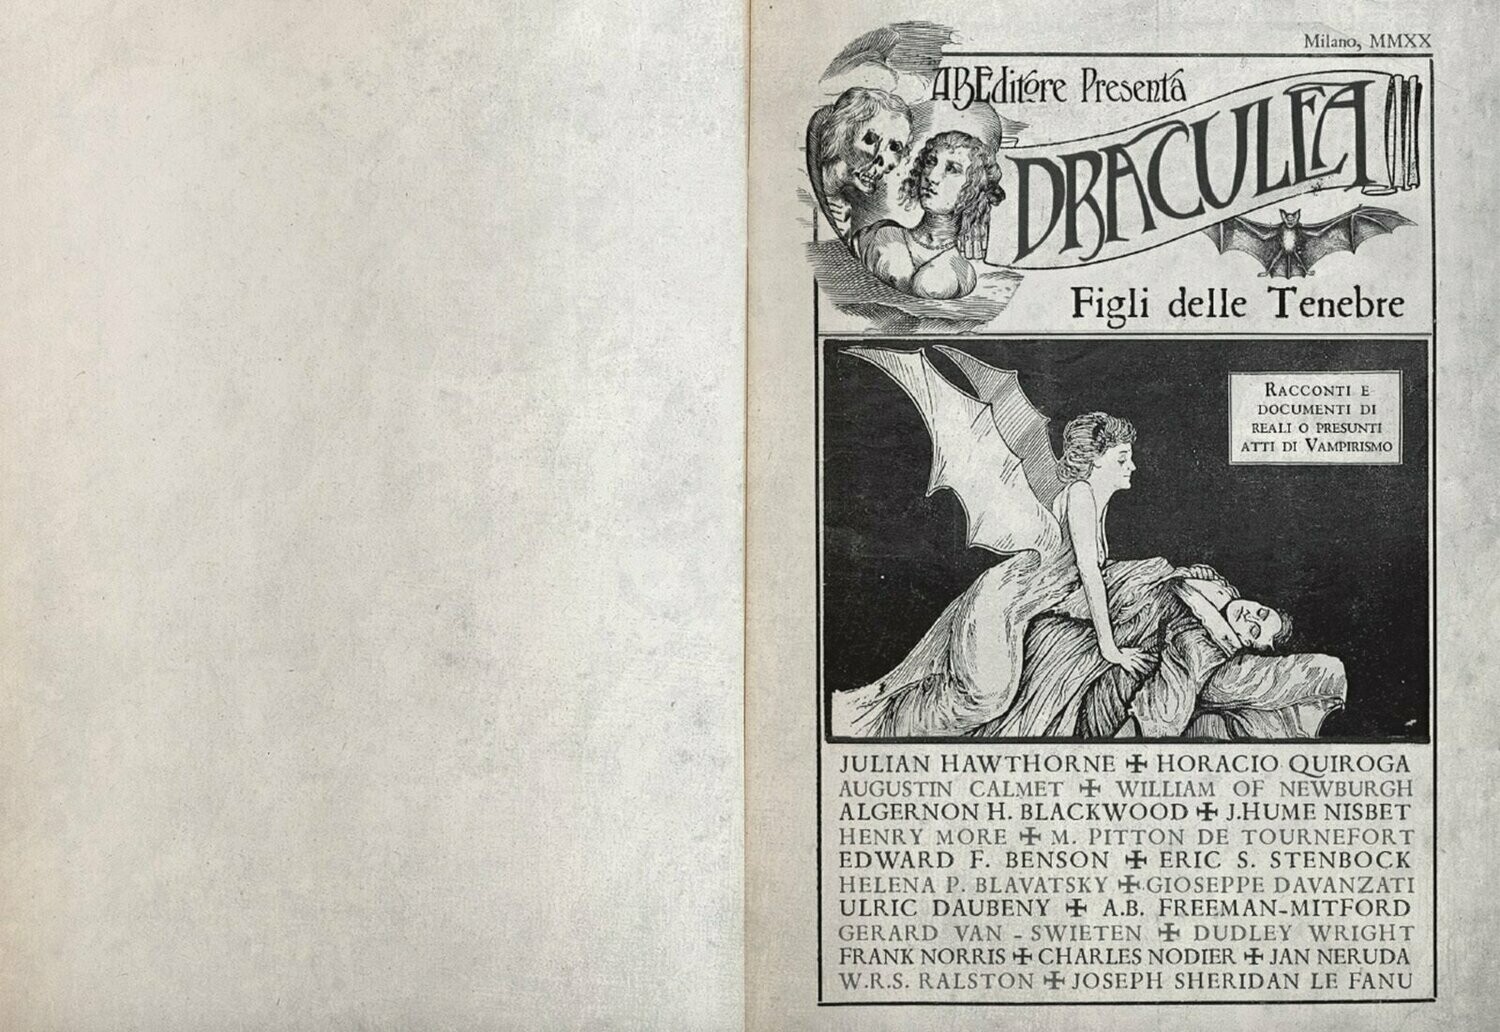 Milano, MMXX
ABEditore Presenta
DRACULEA III
Figli delle Tenebre
RACCONTI E
DOCUMENTI DI
REALI O PRESUNTI
ATTI DI VAMPIRISMO
JULIAN HAWTHORNE ✠ HORACIO QUIROGA
AUGUSTIN CALMET ✠ WILLIAM OF NEWBURGH
ALGERNON H. BLACKWOOD ✠ J.HUME NISBET
HENRY MORE ✠ M. PITTON DE TOURNEFORT
EDWARD F. BENSON ✠ ERIC S. STENBOCK
HELENA P. BLAVATSKY ✠ GIOSEPPE DAVANZATI
ULRIC DAUBENY ✠ A.B. FREEMAN-MITFORD
GERARD VAN - SWIETEN ✠ DUDLEY WRIGHT
FRANK NORRIS ✠ CHARLES NODIER ✠ JAN NERUDA
W.R.S. RALSTON ✠ JOSEPH SHERIDAN LE FANU